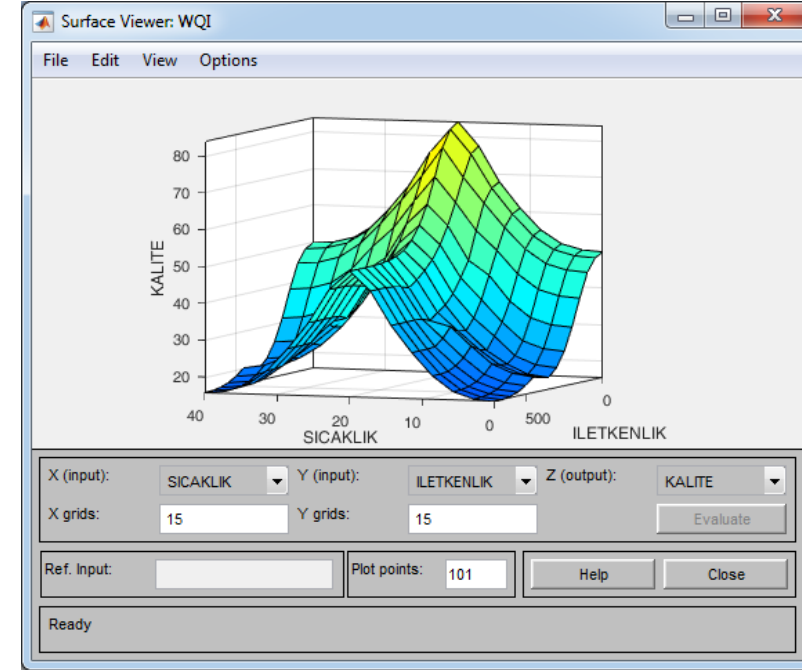 Surface Viewer: WQI
File Edit View Options
80
70
60
50
40
30
20
KALITE
40 30 20 10 0 500 0
SICAKLIK ILETKENLIK
X (input): SICAKLIK Y (input): ILETKENLIK Z (output): KALITE
X grids: 15 Y grids: 15 Evaluate
Ref. Input: Plot points: 101 Help Close
Ready